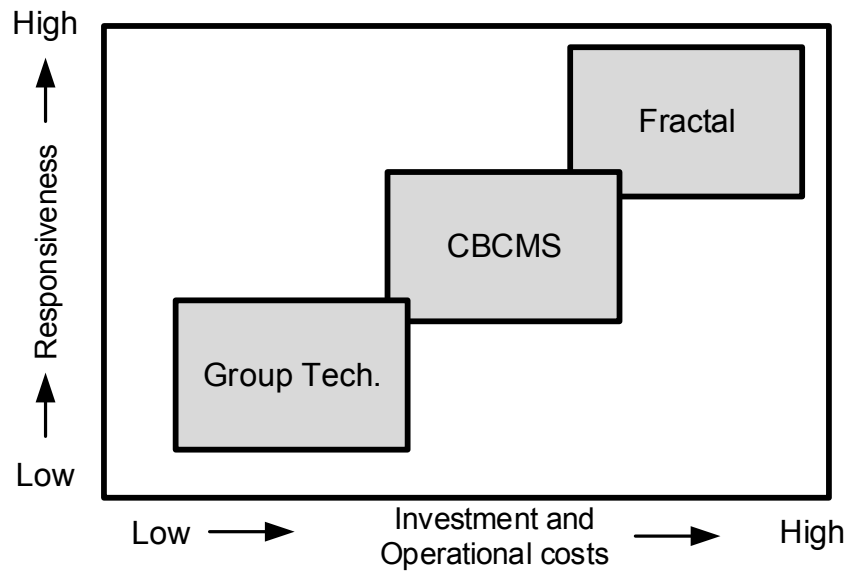 High
Fractal
Responsiveness
CBCMS
Group Tech.
Low
Low
Investment and
Operational costs
High